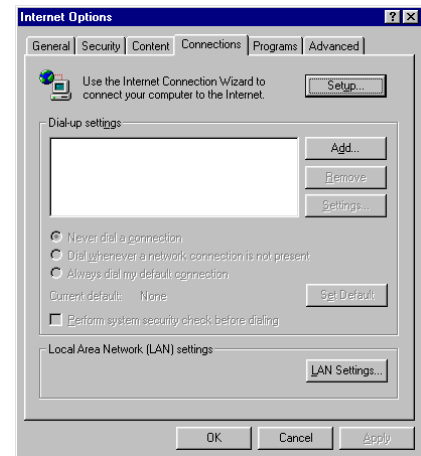 Internet Options
General Security Content Connections Programs Advanced
Use the Internet Connection Wizard to
connect your computer to the Internet.
Setup...
Dial-up settings
Add...
Remove
Settings...
Never dial a connection
Dial whenever a network connection is not present
Always dial my default connection
Current default: None
Set Default
Perform system security check before dialing
Local Area Network (LAN) settings
LAN Settings...
OK Cancel Apply